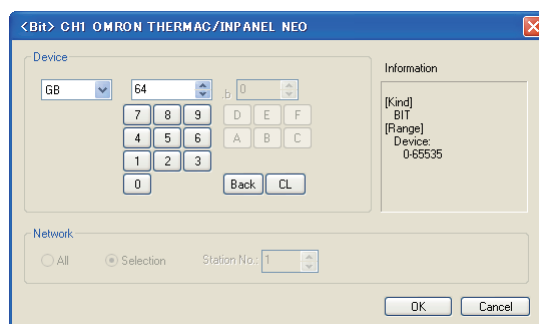 <Bit> CH1 OMRON THERMAC/INPANEL NEO
Device
GB 64 .b 0
7 8 9 D E F
4 5 6 A B C
1 2 3
0 Back CL
Information
[Kind]
BIT
[Range]
Device:
0-65535
Network
All Selection Station No.: 1
OK Cancel